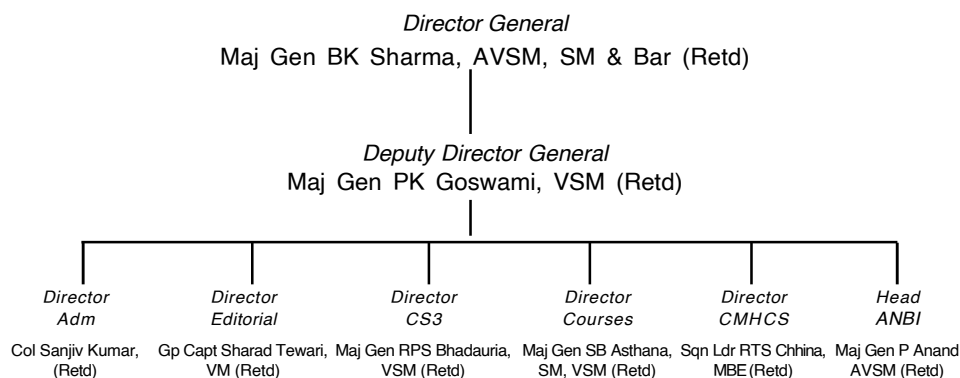 Director General
Maj Gen BK Sharma, AVSM, SM & Bar (Retd)
Deputy Director General
Maj Gen PK Goswami, VSM (Retd)
Director
Adm
Col Sanjiv Kumar,
(Retd)
Director
Editorial
Gp Capt Sharad Tewari,
VM (Retd)
Director
CS3
Maj Gen RPS Bhadauria,
VSM (Retd)
Director
Courses
Maj Gen SB Asthana,
SM, VSM (Retd)
Director
CMHCS
Sqn Ldr RTS Chhina,
MBE (Retd)
Head
ANBI
Maj Gen P Anand
AVSM (Retd)